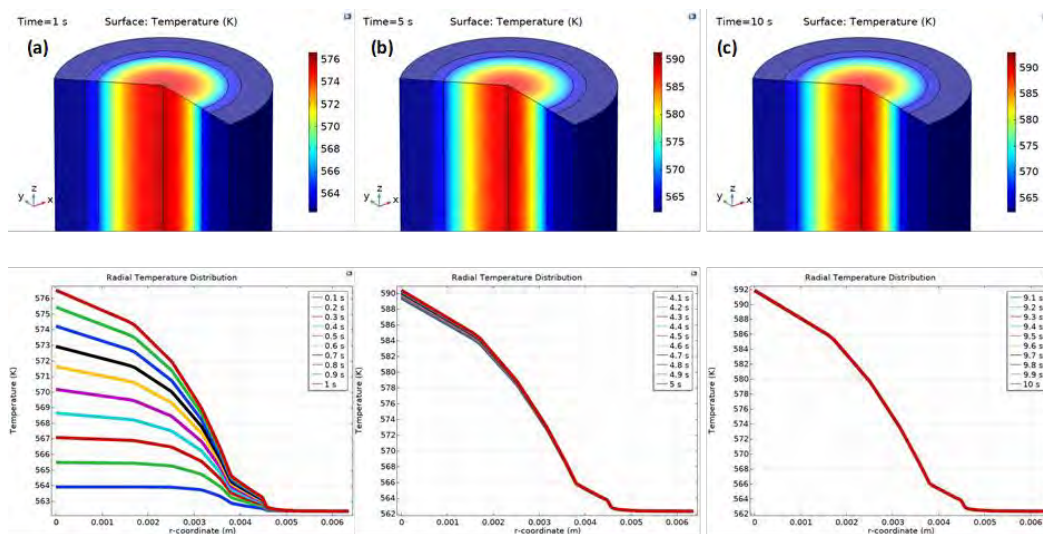 Time=1 s Surface: Temperature (K)
(a)
576
574
572
570
568
566
564
y z x
Time=5 s Surface: Temperature (K)
(b)
590
585
580
575
570
565
y z x
Time=10 s Surface: Temperature (K)
(c)
590
585
580
575
570
565
y z x
Radial Temperature Distribution
Temperature (K)
576
575
574
573
572
571
570
569
568
567
566
565
564
563
0 0.001 0.002 0.003 0.004 0.005 0.006
r-coordinate (m)
0.1 s
0.2 s
0.3 s
0.4 s
0.5 s
0.6 s
0.7 s
0.8 s
0.9 s
1 s
Radial Temperature Distribution
Temperature (K)
590
588
586
584
582
580
578
576
574
572
570
568
566
564
562
0 0.001 0.002 0.003 0.004 0.005 0.006
r-coordinate (m)
4.1 s
4.2 s
4.3 s
4.4 s
4.5 s
4.6 s
4.7 s
4.8 s
4.9 s
5 s
Radial Temperature Distribution
Temperature (K)
592
590
588
586
584
582
580
578
576
574
572
570
568
566
564
562
0 0.001 0.002 0.003 0.004 0.005 0.006
r-coordinate (m)
9.1 s
9.2 s
9.3 s
9.4 s
9.5 s
9.6 s
9.7 s
9.8 s
9.9 s
10 s